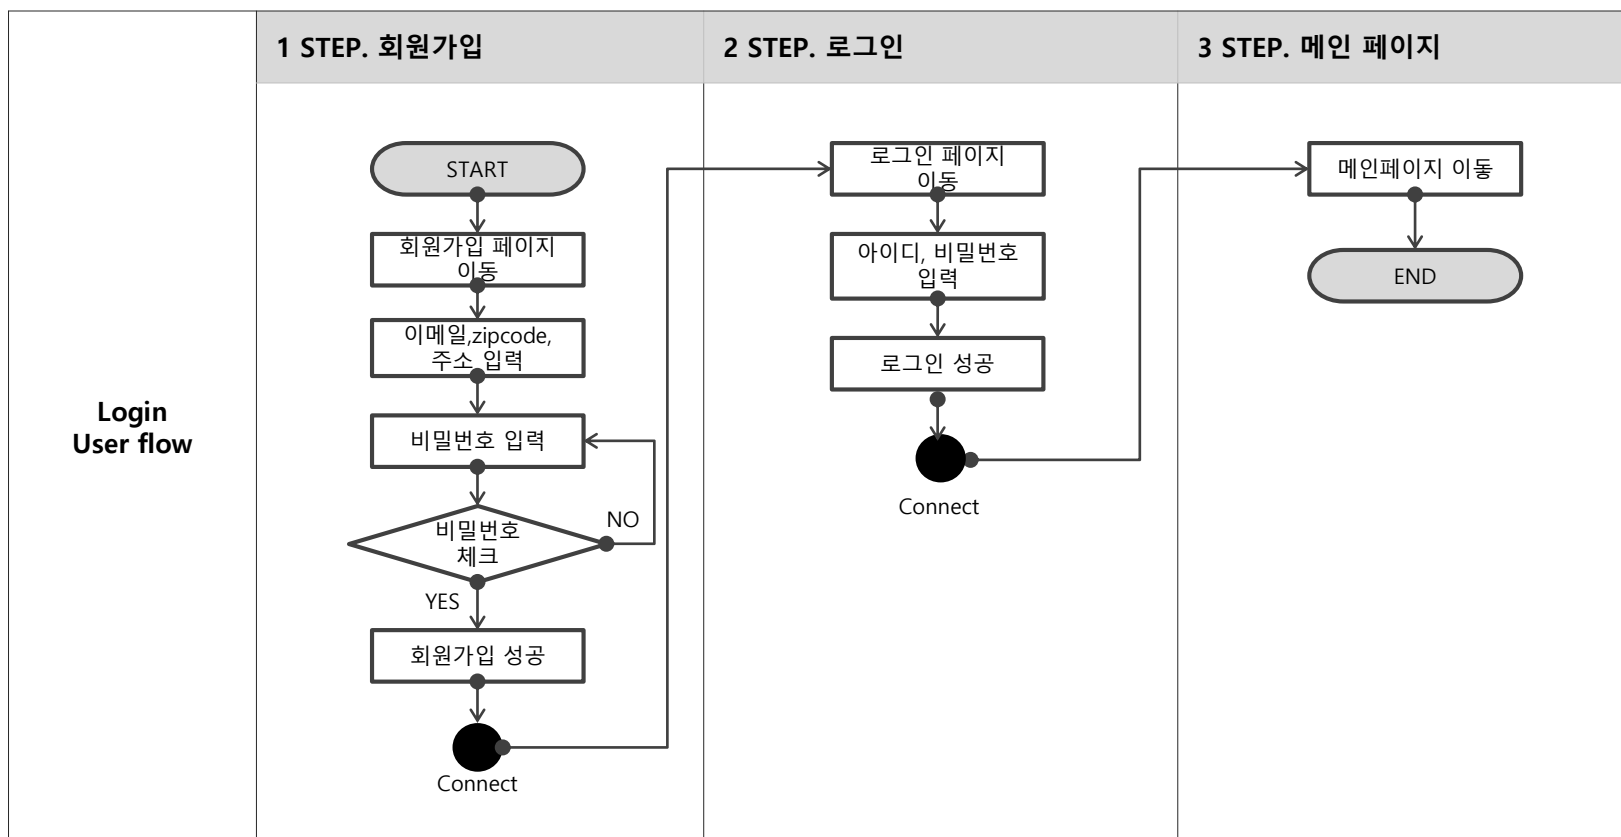 1 STEP. 회원가입
2 STEP. 로그인
3 STEP. 메인 페이지
Login
User flow
START
회원가입 페이지
이동
이메일,zipcode,
주소 입력
비밀번호 입력
비밀번호
체크
NO
YES
회원가입 성공
Connect
로그인 페이지
이동
아이디, 비밀번호
입력
로그인 성공
Connect
메인페이지 이돟
END